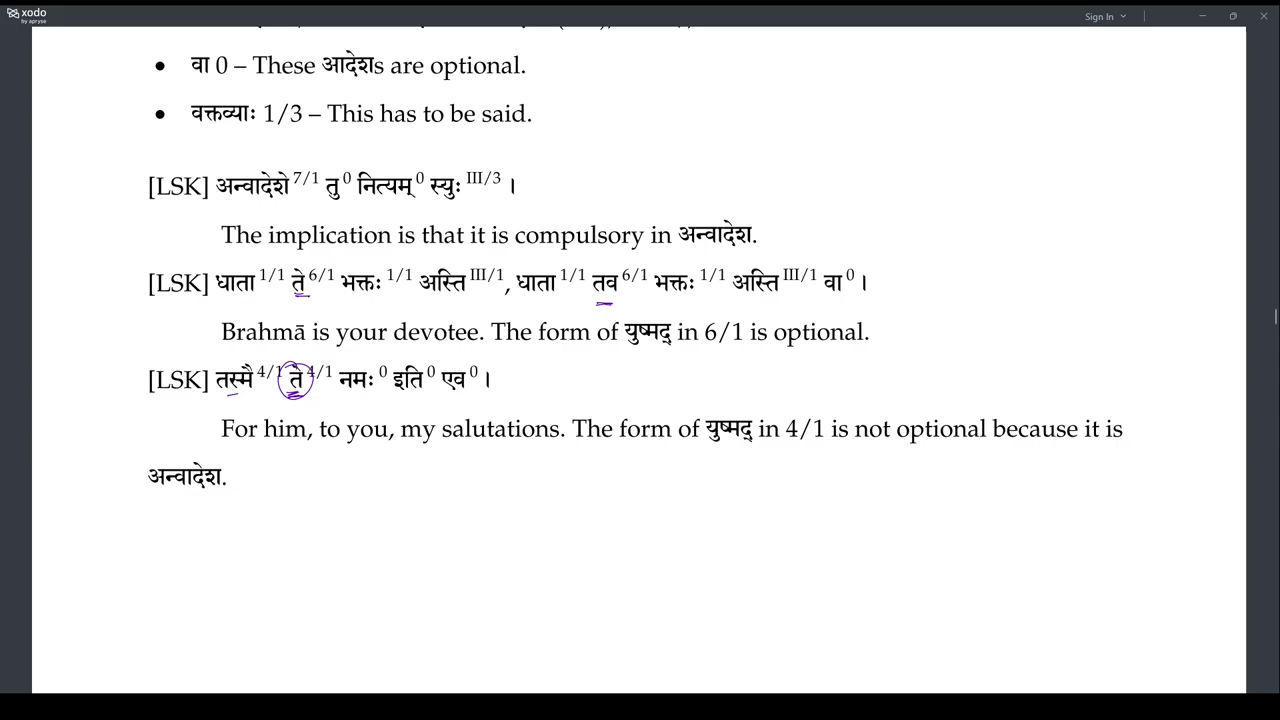 xodo
by apryse
Sign In
• वा 0 – These आदेशs are optional.
• वक्तव्याः 1/3 – This has to be said.
[LSK] अन्वादेशे 7/1 तु 0 नित्यम् 0 स्युः III/3 ।
The implication is that it is compulsory in अन्वादेश.
[LSK] धाता 1/1 ते 6/1 भक्तः 1/1 अस्ति III/1, धाता 1/1 तव 6/1 भक्तः 1/1 अस्ति III/1 वा 0 ।
Brahmā is your devotee. The form of युष्मद् in 6/1 is optional.
[LSK] तस्मै 4/1 ते 4/1 नमः 0 इति 0 एव 0 ।
For him, to you, my salutations. The form of युष्मद् in 4/1 is not optional because it is
अन्वादेश.